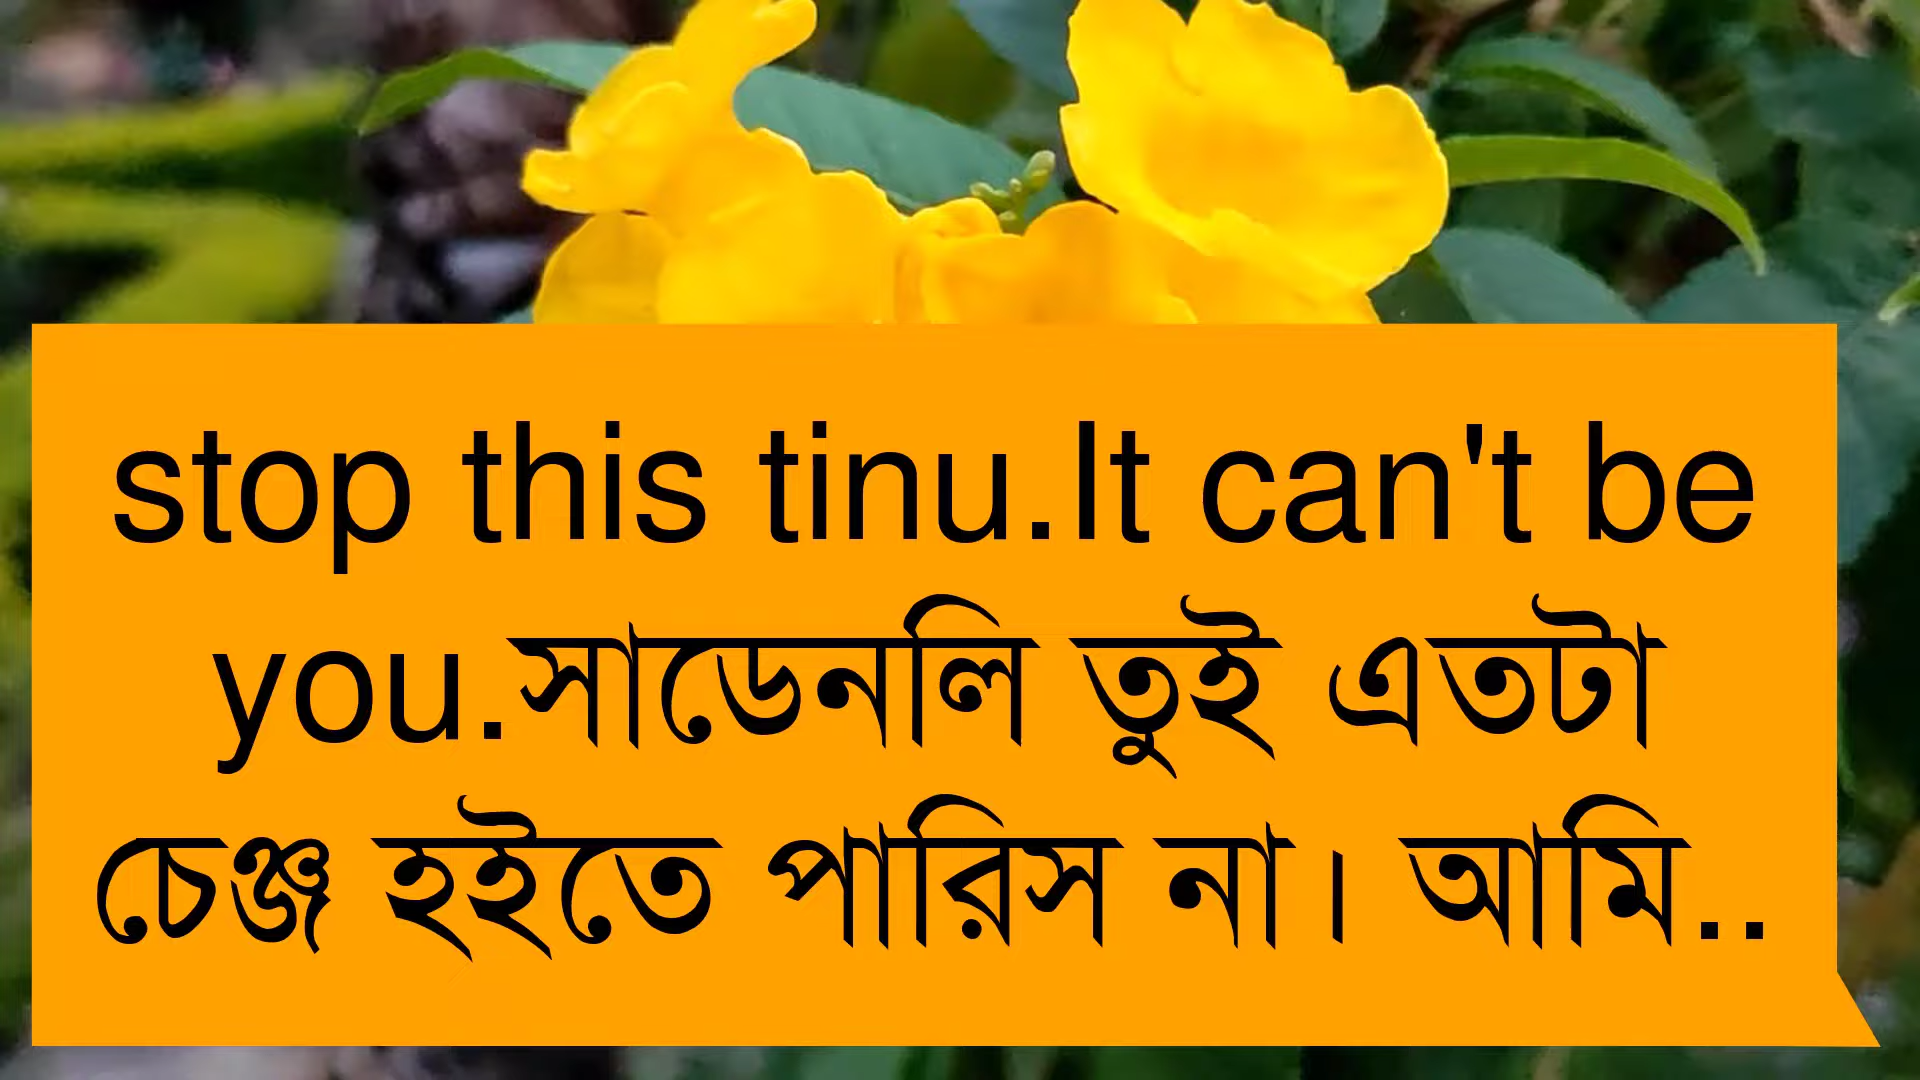 stop this tinu.It can't be
you.সাডেনলি তুই এতটা
চেঞ্জ হইতে পারিস না। আমি..